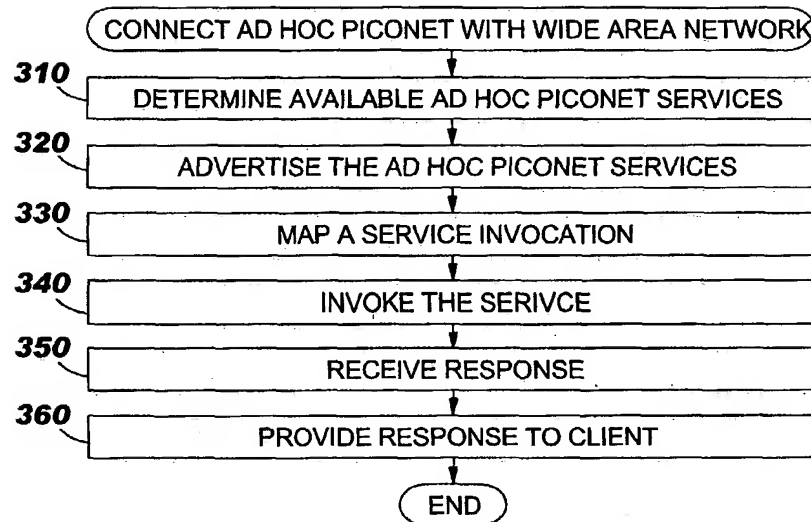 CONNECT AD HOC PICONET WITH WIDE AREA NETWORK
310
DETERMINE AVAILABLE AD HOC PICONET SERVICES
320
ADVERTISE THE AD HOC PICONET SERVICES
330
MAP A SERVICE INVOCATION
340
INVOKE THE SERIVCE
350
RECEIVE RESPONSE
360
PROVIDE RESPONSE TO CLIENT
END